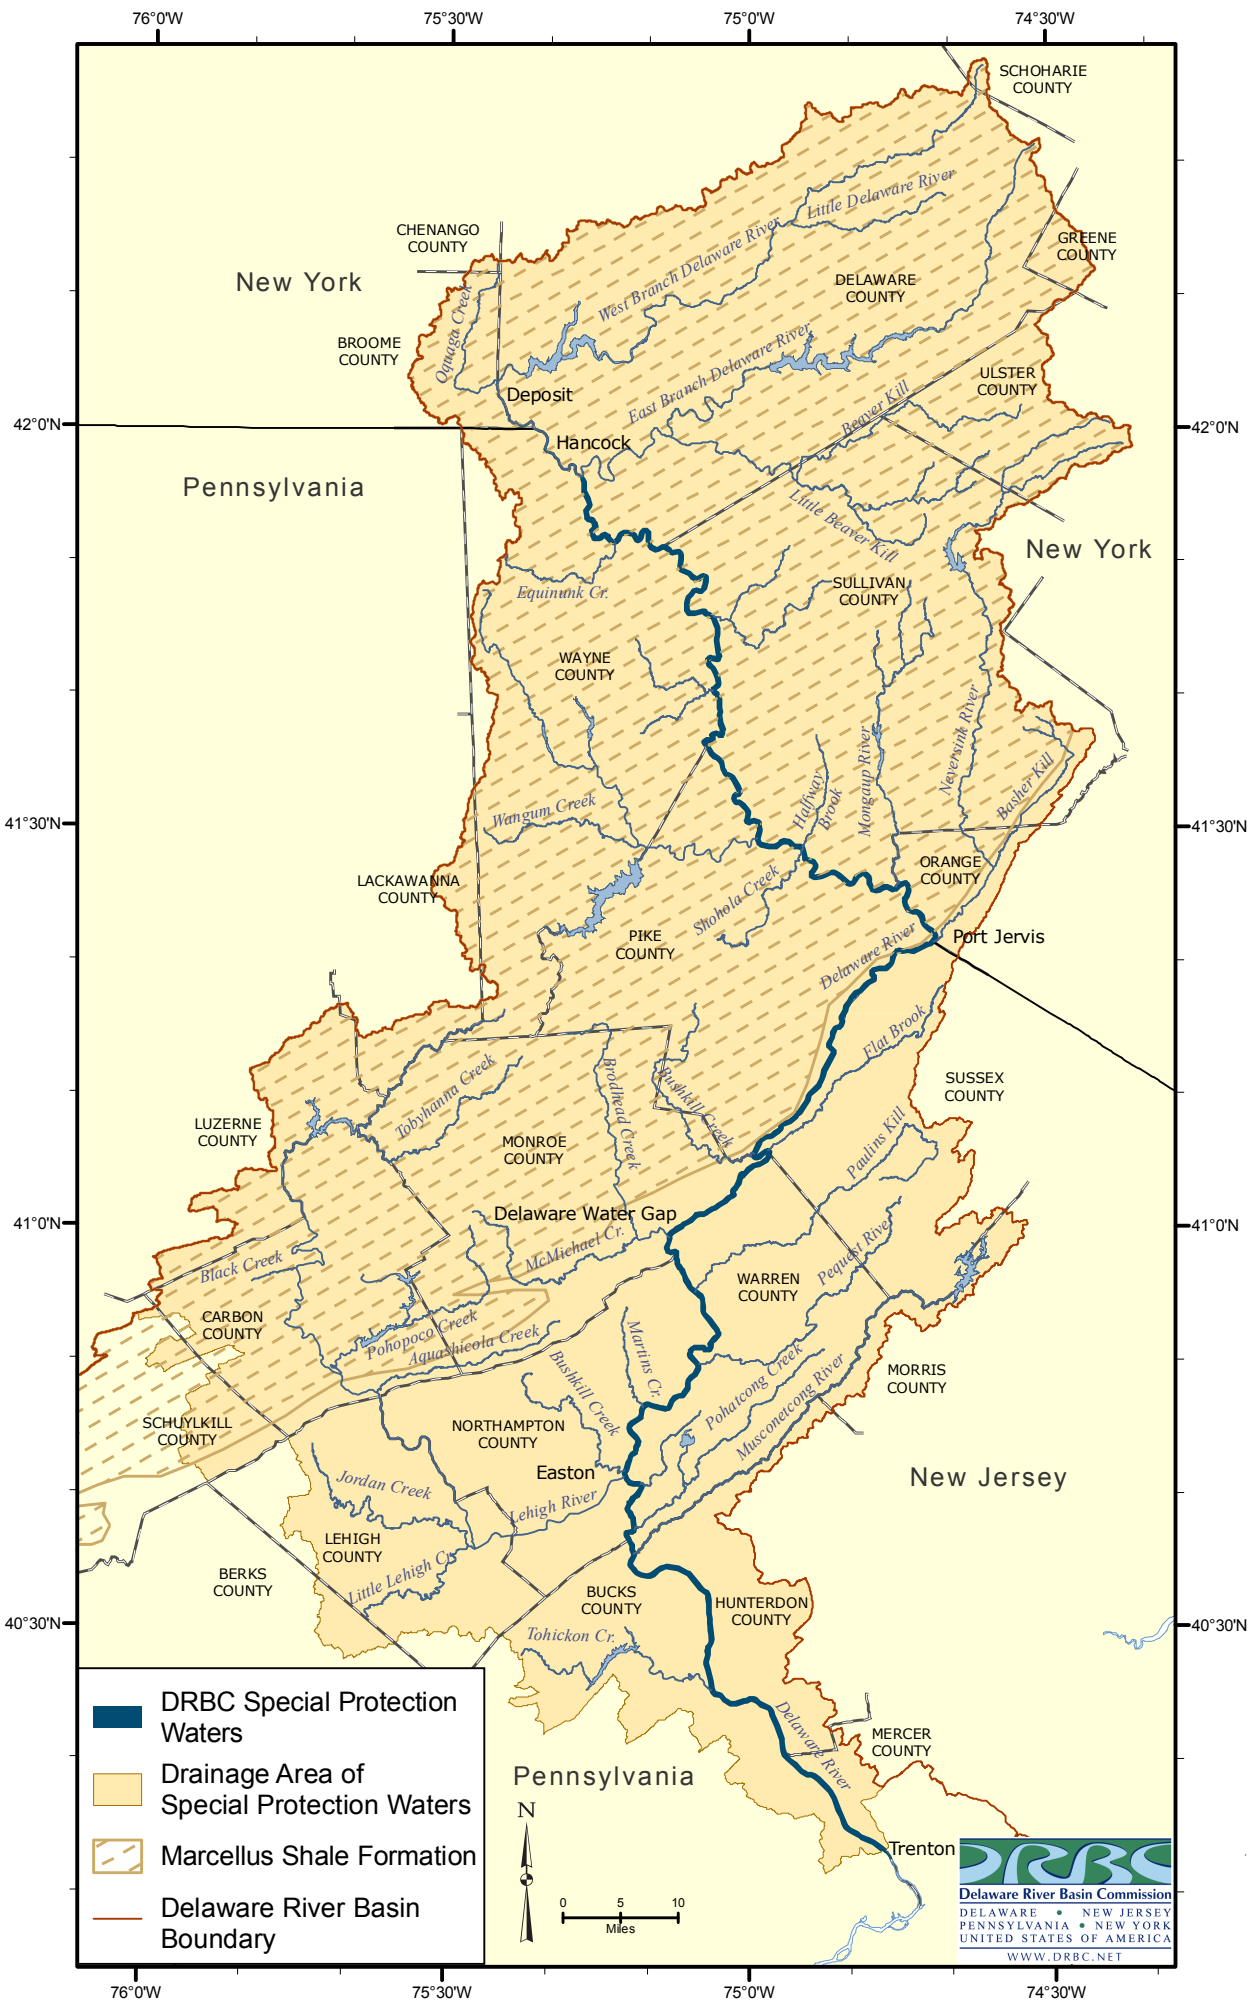 76°0'W
75°30'W
75°0'W
74°30'W
SCHOHARIE
COUNTY
Little Delaware River
CHENANGO
COUNTY
West Branch Delaware River
GREENE
COUNTY
New York
DELAWARE
COUNTY
Oquaga Creek
BROOME
COUNTY
East Branch Delaware River
ULSTER
COUNTY
Deposit
Beaver Kill
42°0'N
42°0'N
Hancock
Pennsylvania
Little Beaver Kill
New York
Equinunk Cr.
SULLIVAN
COUNTY
WAYNE
COUNTY
Neversink River
Mongaup River
Halfway
Brook
Basher Kill
Wangum Creek
41°30'N
41°30'N
ORANGE
COUNTY
LACKAWANNA
COUNTY
Shohola Creek
PIKE
COUNTY
Delaware River
Port Jervis
Flat Brook
Tobyhanna Creek
Brodhead Creek
Bushkill Creek
SUSSEX
COUNTY
LUZERNE
COUNTY
MONROE
COUNTY
Paulins Kill
Delaware Water Gap
41°0'N
41°0'N
McMichael Cr.
Black Creek
Pequest River
WARREN
COUNTY
CARBON
COUNTY
Pohopoco Creek
Aquashicola Creek
Martins Cr.
Bushkill Creek
Pohatcong Creek
Musconetcong River
MORRIS
COUNTY
SCHUYLKILL
COUNTY
NORTHAMPTON
COUNTY
Easton
New Jersey
Jordan Creek
Lehigh River
LEHIGH
COUNTY
Little Lehigh Cr.
BERKS
COUNTY
BUCKS
COUNTY
HUNTERDON
COUNTY
40°30'N
40°30'N
Tohickon Cr.
Delaware River
MERCER
COUNTY
Pennsylvania
Trenton
DRBC Special Protection
Waters
Drainage Area of
Special Protection Waters
Marcellus Shale Formation
Delaware River Basin
Boundary
N
0 5 10
Miles
DRBC
Delaware River Basin Commission
DELAWARE • NEW JERSEY
PENNSYLVANIA • NEW YORK
UNITED STATES OF AMERICA
WWW.DRBC.NET
76°0'W
75°30'W
75°0'W
74°30'W